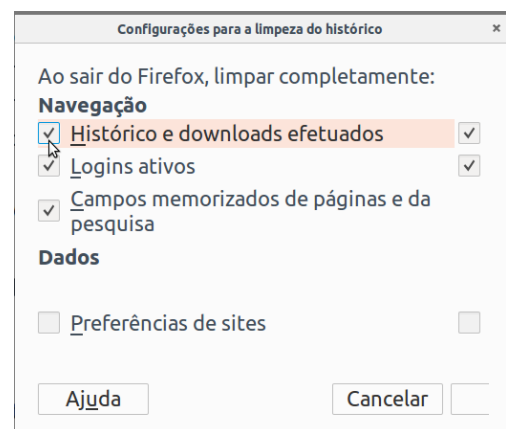 Configurações para a limpeza do histórico
Ao sair do Firefox, limpar completamente:
Navegação
Histórico e downloads efetuados
Logins ativos
Campos memorizados de páginas e da
pesquisa
Dados
Preferências de sites
Ajuda Cancelar